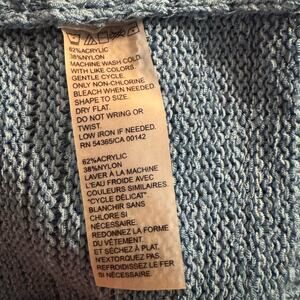 62%ACRYLIC
38%NYLON
MACHINE WASH COLD
WITH LIKE COLORS.
GENTLE CYCLE.
ONLY NON-CHLORINE
BLEACH WHEN NEEDED.
SHAPE TO SIZE.
DRY FLAT.
DO NOT WRING OR
TWIST.
LOW IRON IF NEEDED.
RN 54365/CA 00142
62%ACRYLIC
38%NYLON
LAVER À LA MACHINE
L'EAU FROIDE AVEC
COULEURS SIMILAIRES.
"CYCLE DÉLICAT"
BLANCHIR SANS
CHLORE SI
NÉCESSAIRE.
REDONNEZ LA FORME
DU VÊTEMENT
ET SÉCHEZ À PLAT.
N'EXTORQUEZ PAS.
REFROIDISSEZ LE FER
SI NÉCESSAIRE.